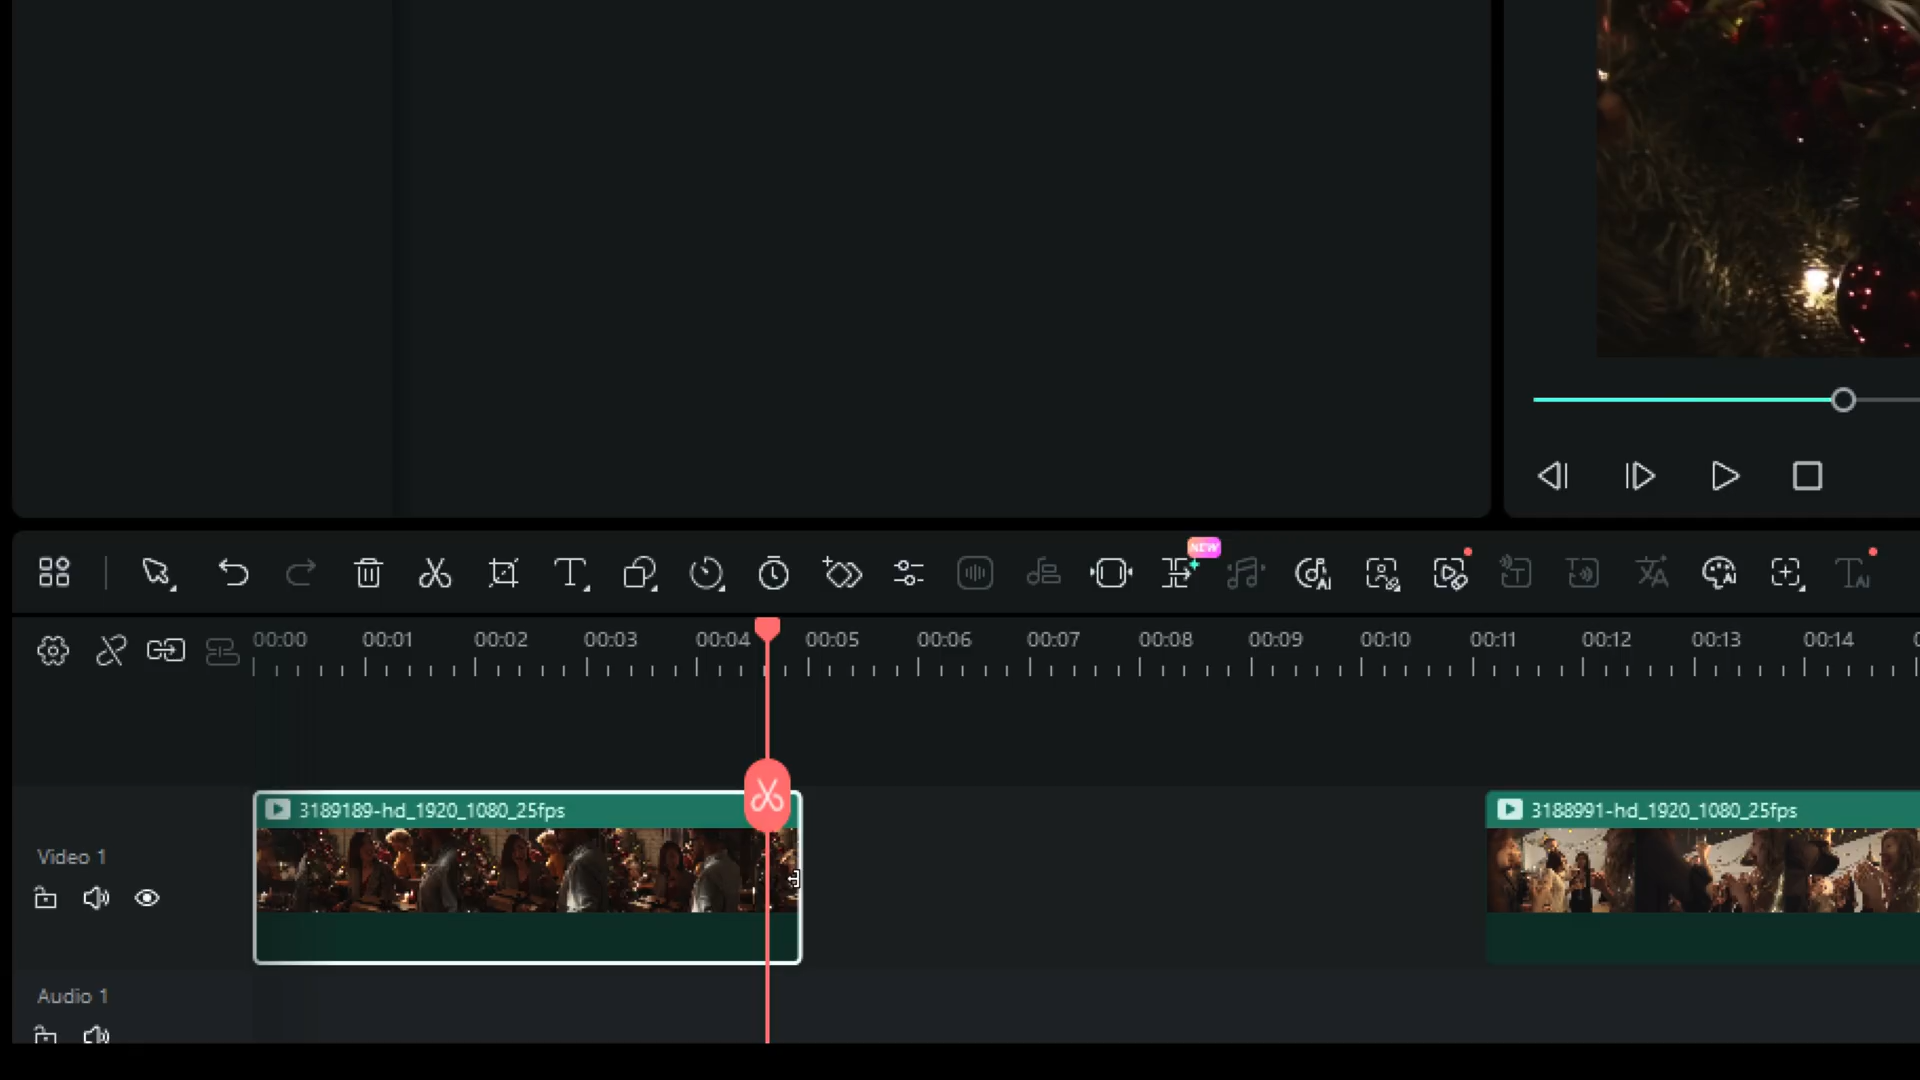 NEW
00:00 00:01 00:02 00:03 00:04 00:05 00:06 00:07 00:08 00:09 00:10 00:11 00:12 00:13 00:14
3189189-hd_1920_1080_25fps
3188991-hd_1920_1080_25fps
Video 1
Audio 1